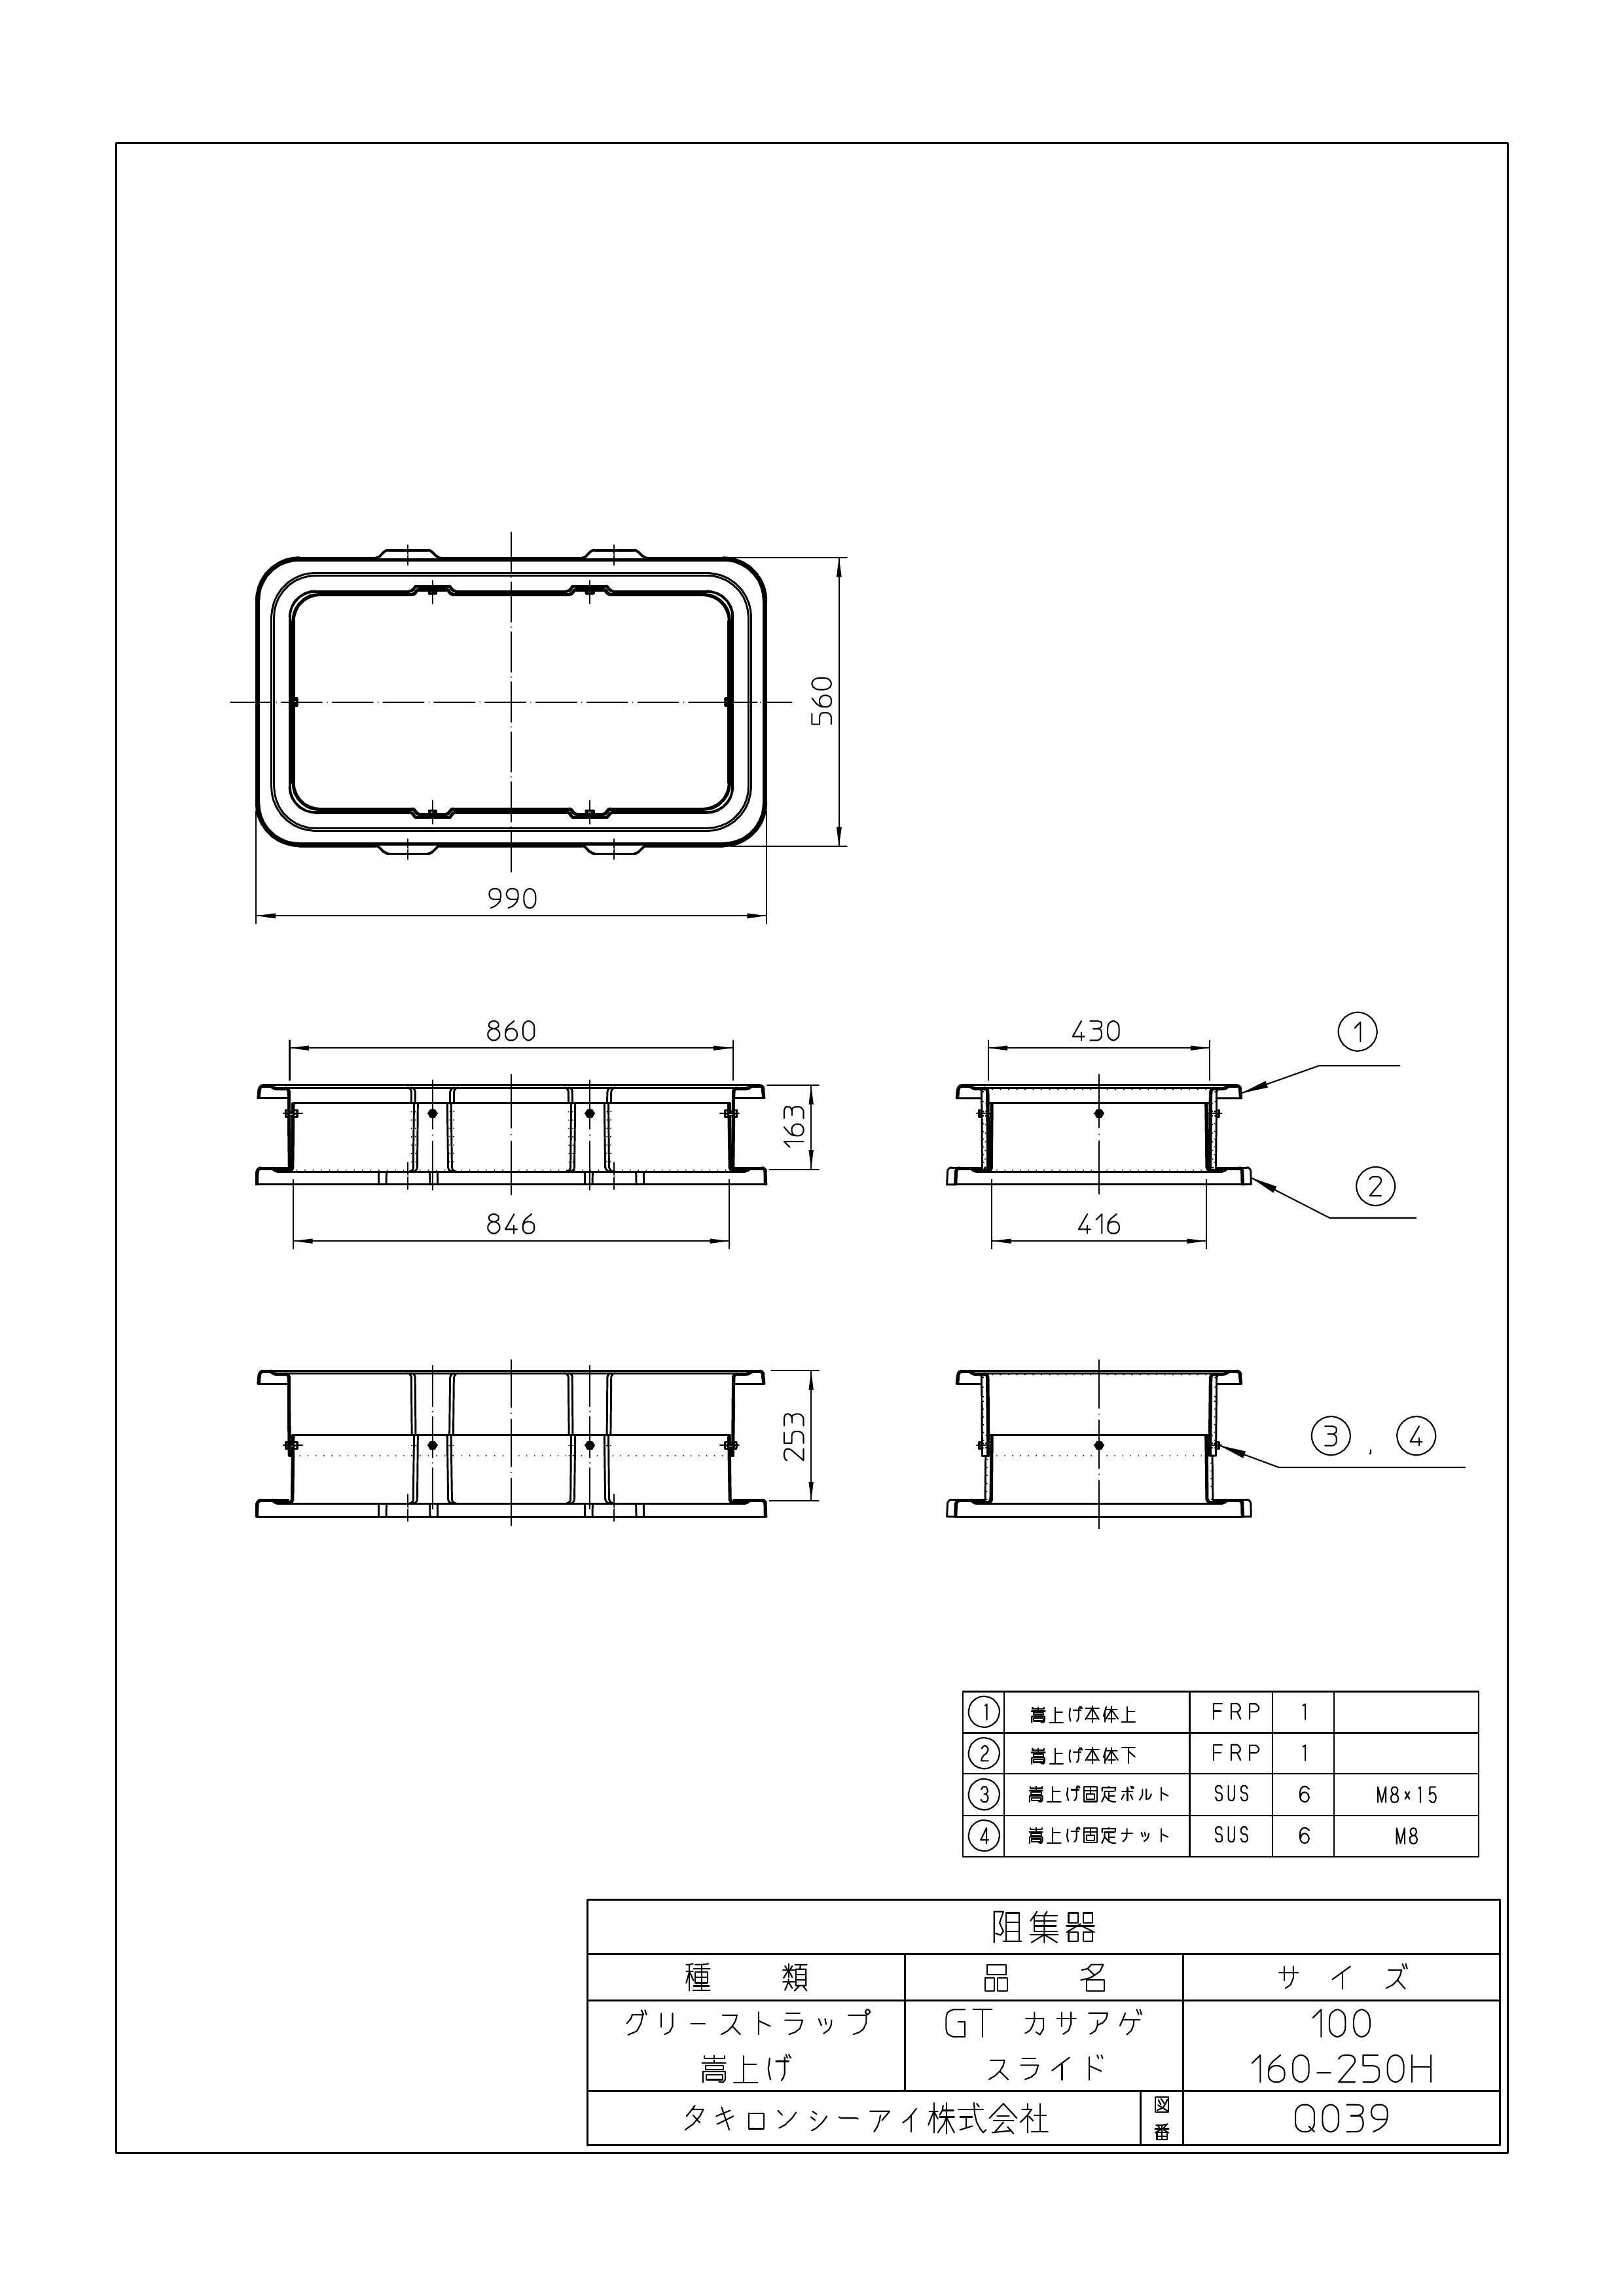 560
990
860
430
①
163
②
846
416
253
③ , ④
① 嵩上げ本体上 FRP 1
② 嵩上げ本体下 FRP 1
③ 嵩上げ固定ボルト SUS 6 M8×15
④ 嵩上げ固定ナット SUS 6 M8
阻集器
種類 品名 サイズ
グリーストラップ GT カサアゲ 100
嵩上げ スライド 160-250H
タキロンシーアイ株式会社 図番 Q039